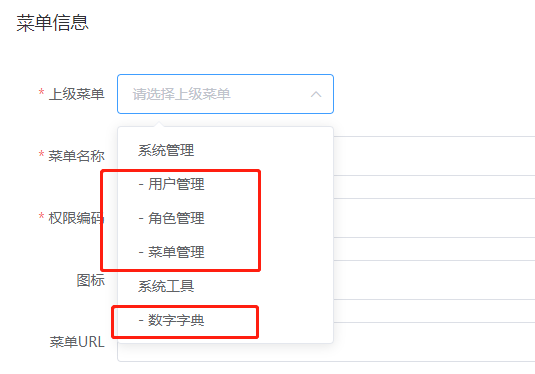 菜单信息
* 上级菜单
请选择上级菜单
系统管理
* 菜单名称
- 用户管理
* 权限编码
- 角色管理
- 菜单管理
图标
系统工具
- 数字字典
菜单URL